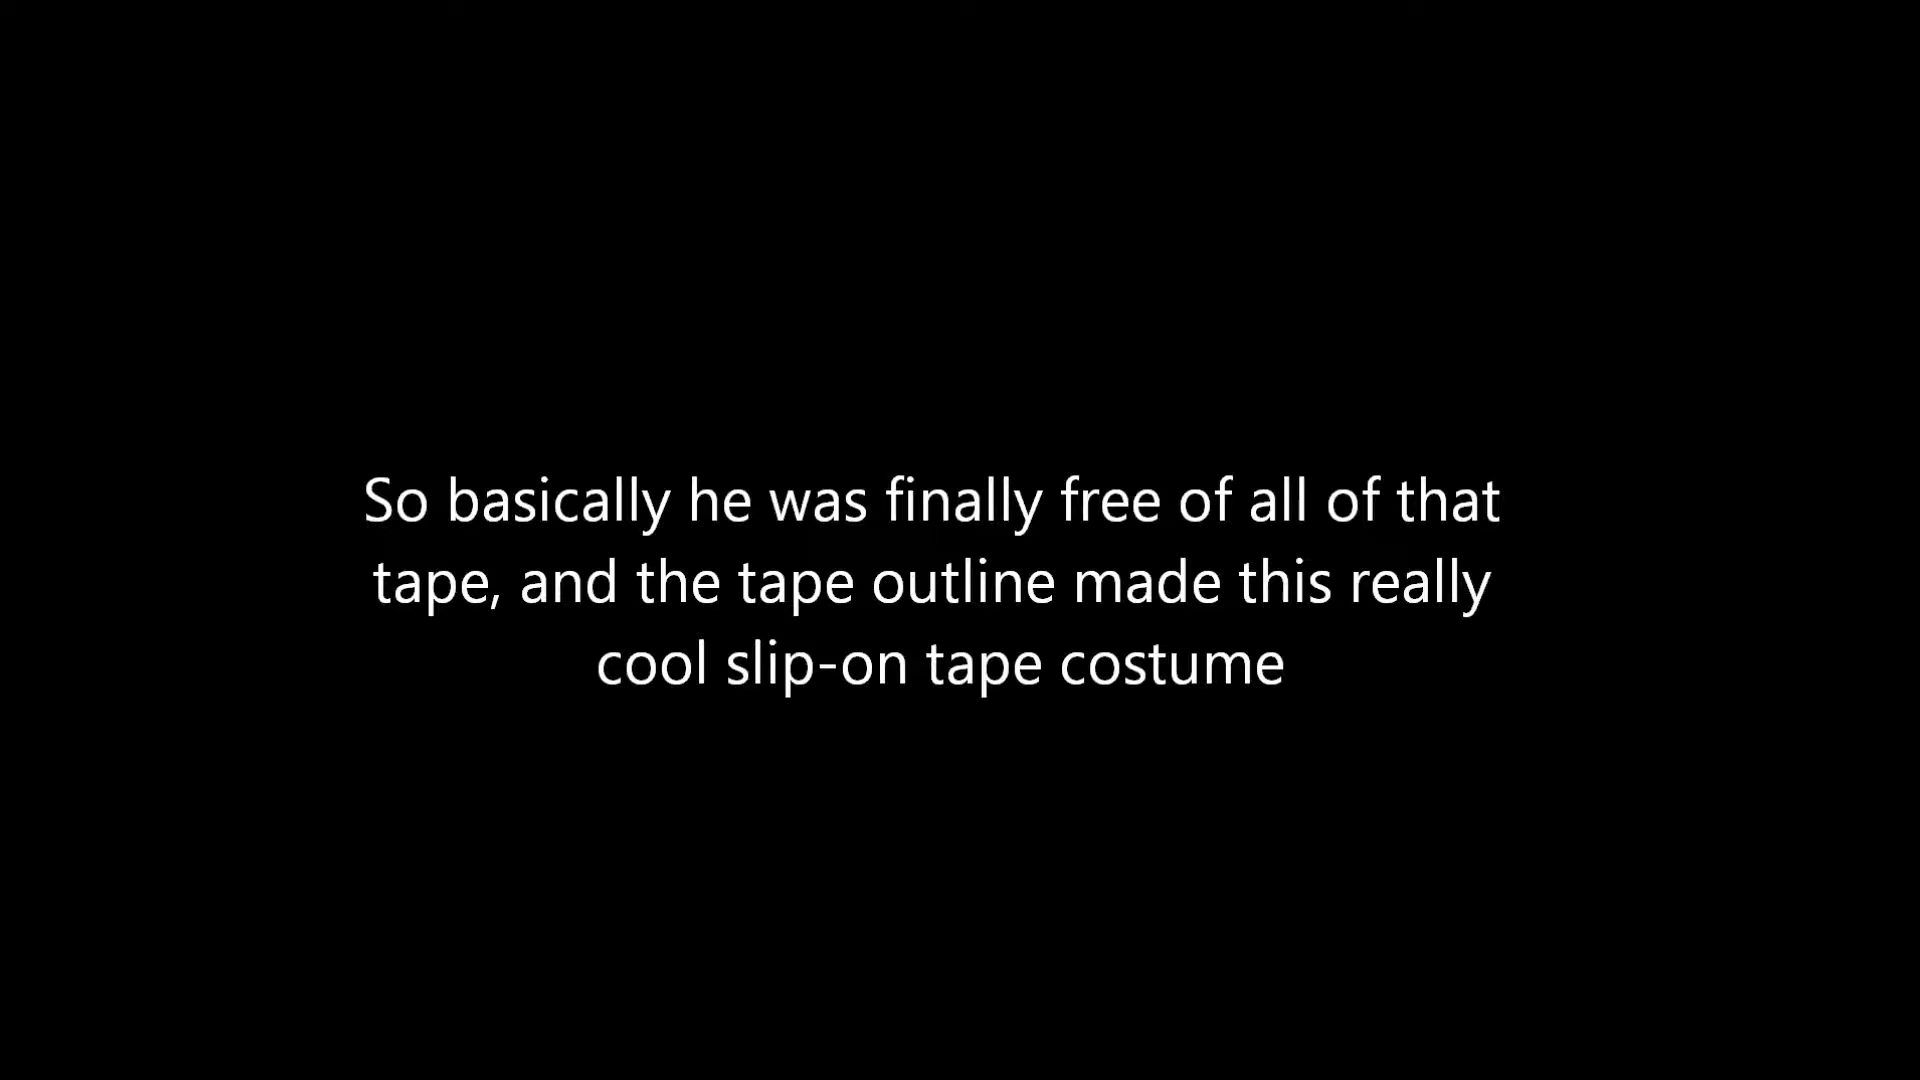 So basically he was finally free of all of that
tape, and the tape outline made this really
cool slip-on tape costume